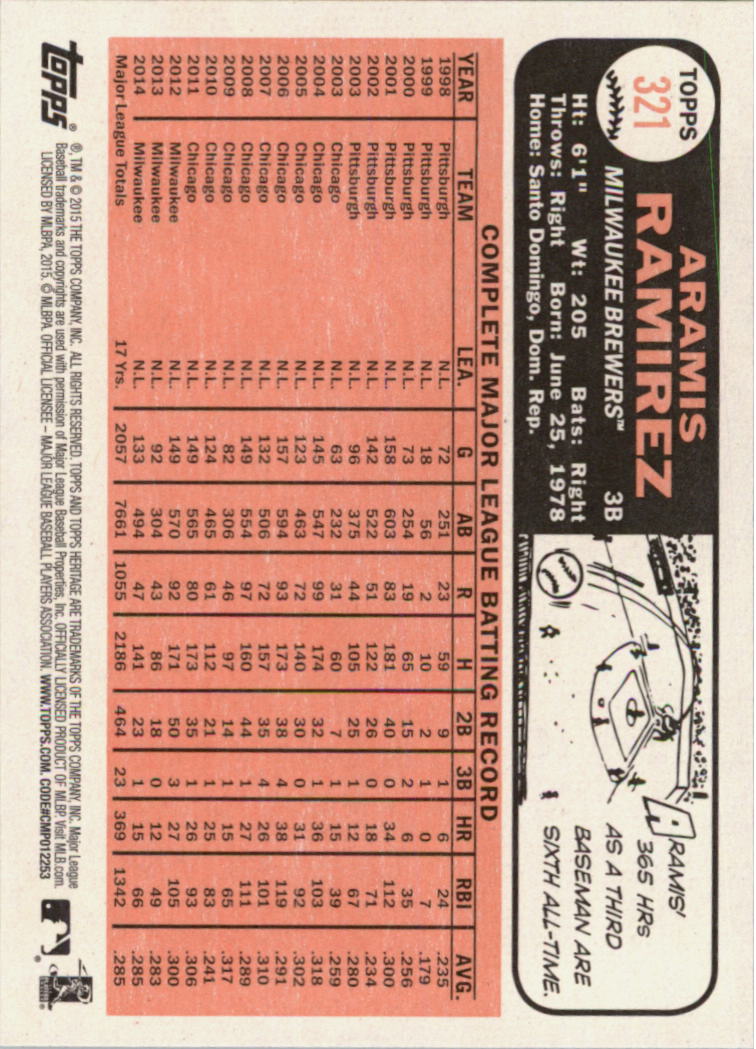 TOPPS
321
ARAMIS
RAMIREZ
MILWAUKEE BREWERS™ 3B
Ht: 6'1" Wt: 205 Bats: Right
Throws: Right Born: June 25, 1978
Home: Santo Domingo, Dom. Rep.
RAMIS'
365 HRS
AS A THIRD
BASEMAN ARE
SIXTH ALL-TIME.
COMPLETE MAJOR LEAGUE BATTING RECORD
YEAR TEAM LEA. G AB R H 2B 3B HR RBI AVG.
1998 Pittsburgh N.L. 72 251 23 59 9 1 6 24 .235
1999 Pittsburgh N.L. 18 56 2 10 2 1 0 7 .179
2000 Pittsburgh N.L. 73 254 19 65 15 2 6 35 .256
2001 Pittsburgh N.L. 158 603 83 181 40 0 34 112 .300
2002 Pittsburgh N.L. 142 522 51 122 26 0 18 71 .234
2003 Pittsburgh N.L. 96 375 44 105 25 1 12 67 .280
2003 Chicago N.L. 63 232 31 60 7 1 15 39 .259
2004 Chicago N.L. 145 547 99 174 32 1 36 103 .318
2005 Chicago N.L. 123 463 72 140 30 0 31 92 .302
2006 Chicago N.L. 157 594 93 173 38 4 38 119 .291
2007 Chicago N.L. 132 506 72 157 35 4 26 101 .310
2008 Chicago N.L. 149 554 97 160 44 1 27 111 .289
2009 Chicago N.L. 82 306 46 97 14 1 15 65 .317
2010 Chicago N.L. 124 465 61 112 21 1 25 83 .241
2011 Chicago N.L. 149 565 80 173 35 1 26 93 .306
2012 Milwaukee N.L. 149 570 92 171 50 3 27 105 .300
2013 Milwaukee N.L. 92 304 43 86 18 0 12 49 .283
2014 Milwaukee N.L. 133 494 47 141 23 1 15 66 .285
Major League Totals 17 Yrs. 2057 7661 1055 2186 464 23 369 1342 .285
topps®
®, TM & © 2015 THE TOPPS COMPANY, INC. ALL RIGHTS RESERVED. TOPPS AND TOPPS HERITAGE ARE TRADEMARKS OF THE TOPPS COMPANY, INC. Major League
Baseball trademarks and copyrights are used with permission of Major League Baseball Properties, Inc. OFFICIALLY LICENSED PRODUCT OF MLBP. Visit MLB.com.
LICENSED BY MLBPA, 2015. © MLBPA. OFFICIAL LICENSEE – MAJOR LEAGUE BASEBALL PLAYERS ASSOCIATION. WWW.TOPPS.COM. CODE#CMP012253